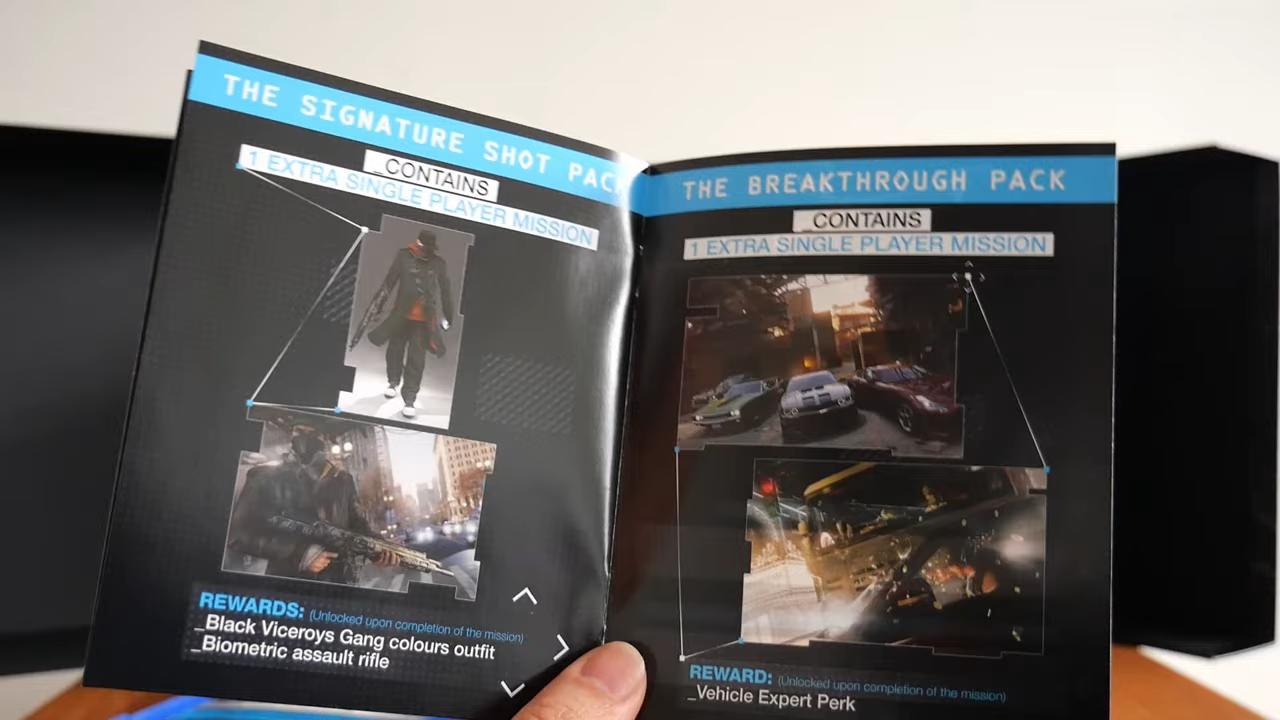 THE SIGNATURE SHOT PACK
_CONTAINS
1 EXTRA SINGLE PLAYER MISSION
REWARDS: (Unlocked upon completion of the mission)
_Black Viceroys Gang colours outfit
_Biometric assault rifle
THE BREAKTHROUGH PACK
_CONTAINS
1 EXTRA SINGLE PLAYER MISSION
REWARD: (Unlocked upon completion of the mission)
_Vehicle Expert Perk